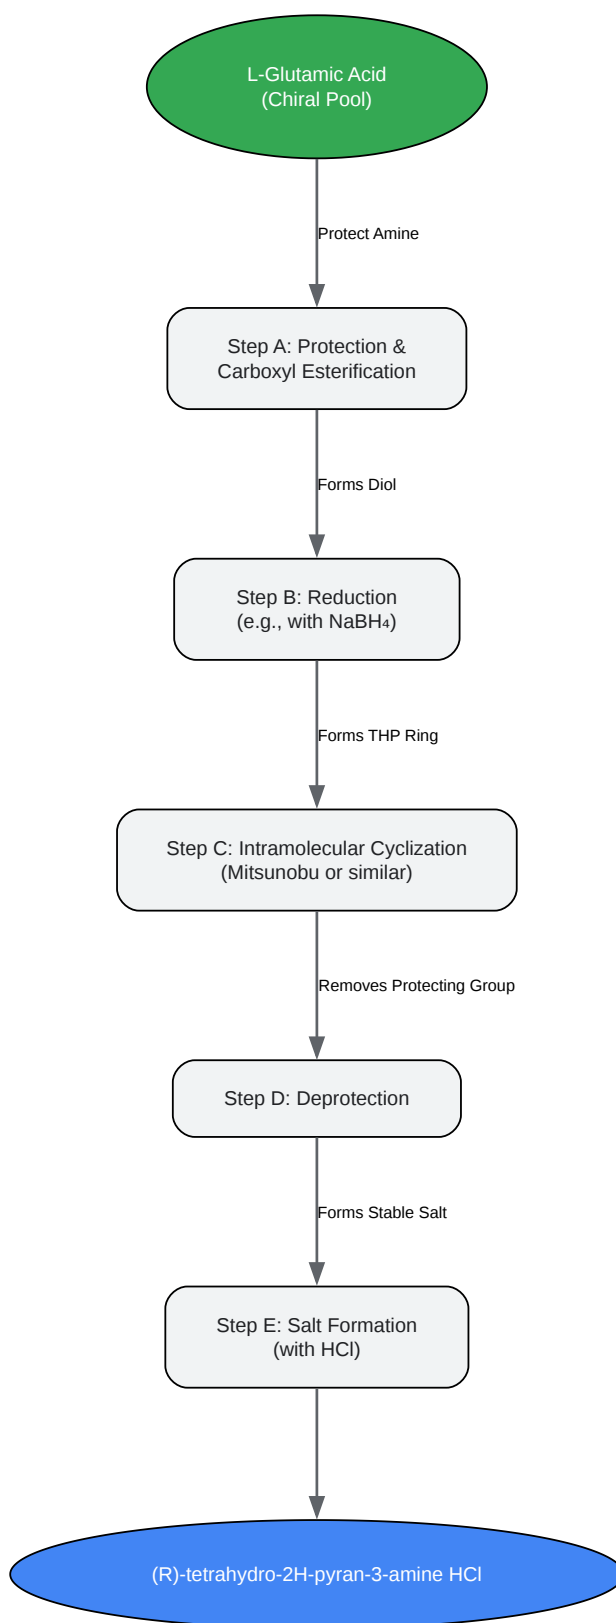 L-Glutamic Acid
(Chiral Pool)
Protect Amine
Step A: Protection &
Carboxyl Esterification
Forms Diol
Step B: Reduction
(e.g., with NaBH₄)
Forms THP Ring
Step C: Intramolecular Cyclization
(Mitsunobu or similar)
Removes Protecting Group
Step D: Deprotection
Forms Stable Salt
Step E: Salt Formation
(with HCl)
(R)-tetrahydro-2H-pyran-3-amine HCl